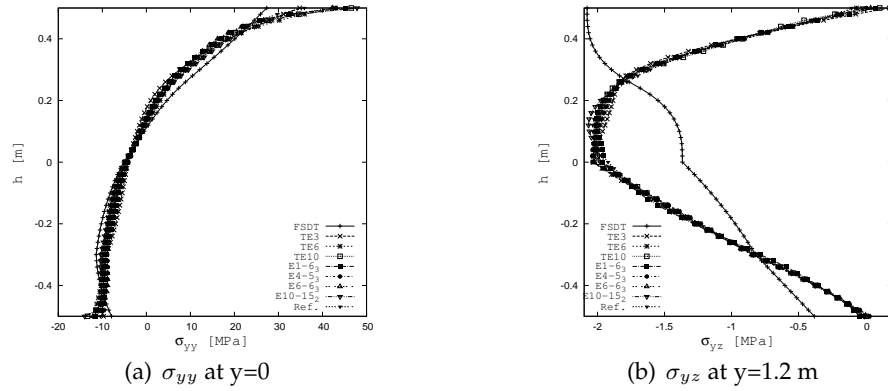 0.4
0.2
0
-0.2
-0.4
h [m]
-20 -10 0 10 20 30 40 50
σyy [MPa]
FSDT
TE3
TE6
TE10
E1-6₃
E4-5₃
E6-6₃
E10-15₂
Ref.
(a) σyy at y=0
0.4
0.2
0
-0.2
-0.4
h [m]
-2 -1.5 -1 -0.5 0
σyz [MPa]
FSDT
TE3
TE6
TE10
E1-6₃
E4-5₃
E6-6₃
E10-15₂
Ref.
(b) σyz at y=1.2 m